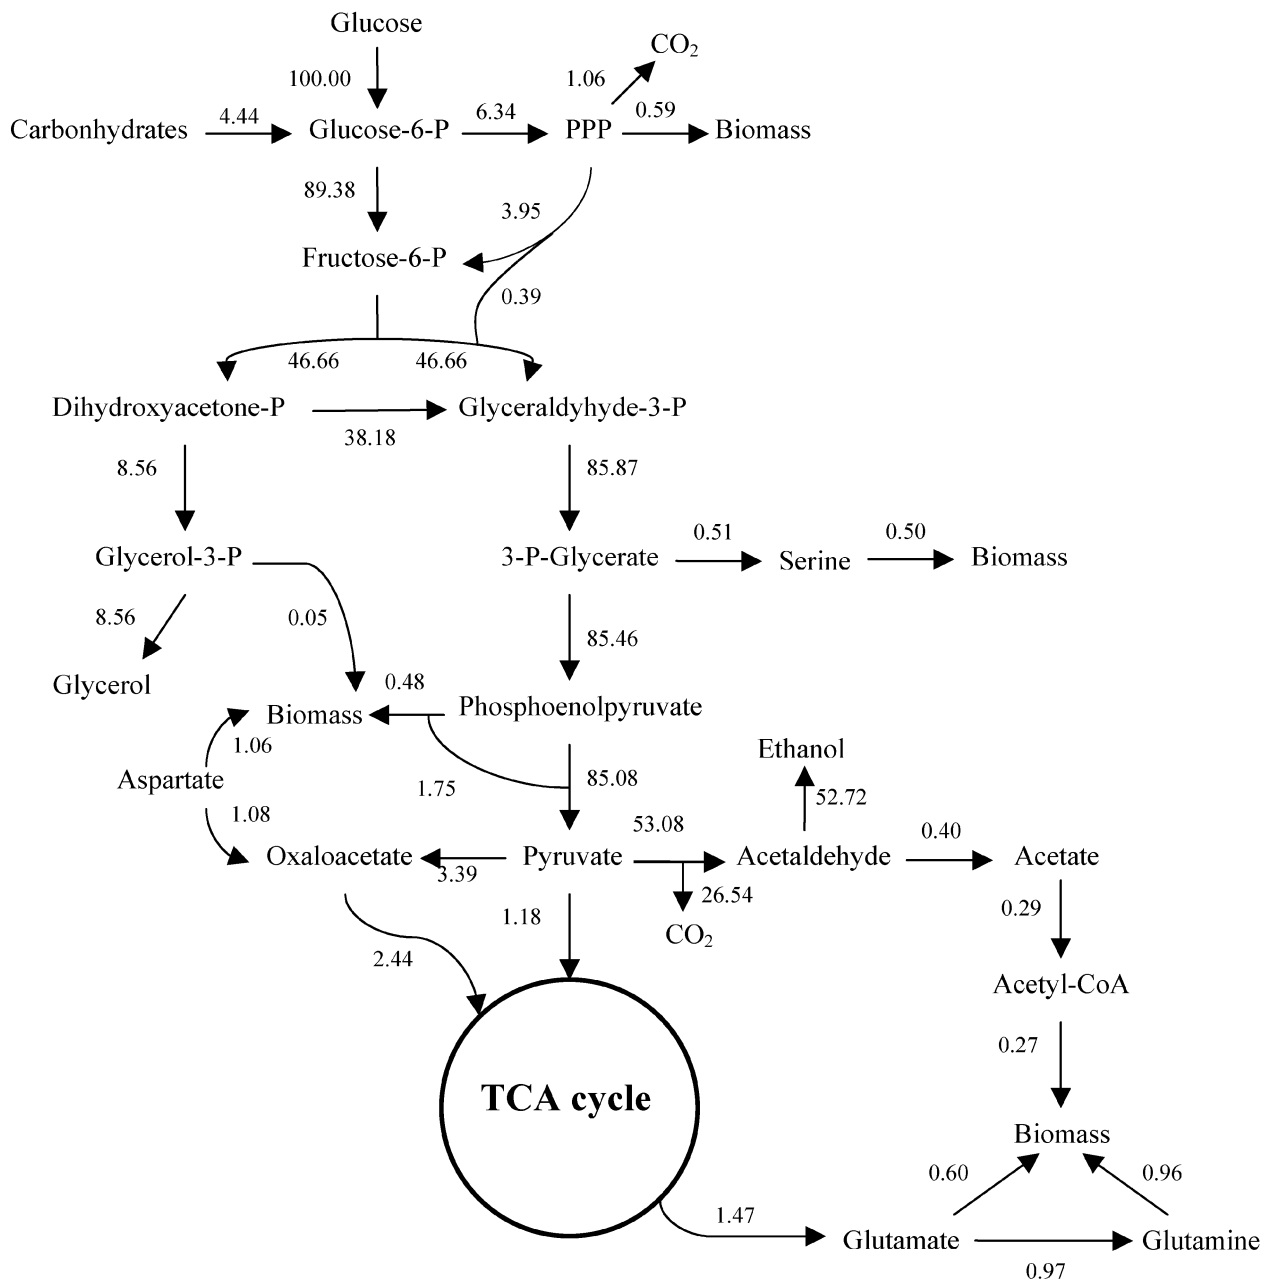 Glucose
CO2
100.00
1.06
Carbonhydrates
4.44
Glucose-6-P
6.34
PPP
0.59
Biomass
89.38
3.95
Fructose-6-P
0.39
46.66
46.66
Dihydroxyacetone-P
38.18
Glyceraldyhyde-3-P
8.56
85.87
Glycerol-3-P
3-P-Glycerate
0.51
Serine
0.50
Biomass
8.56
0.05
85.46
Glycerol
Biomass
0.48
Phosphoenolpyruvate
1.06
Aspartate
1.08
1.75
85.08
Ethanol
52.72
Oxaloacetate
3.39
Pyruvate
53.08
Acetaldehyde
0.40
Acetate
26.54
CO2
0.29
2.44
1.18
Acetyl-CoA
0.27
TCA cycle
Biomass
0.60
0.96
1.47
Glutamate
0.97
Glutamine